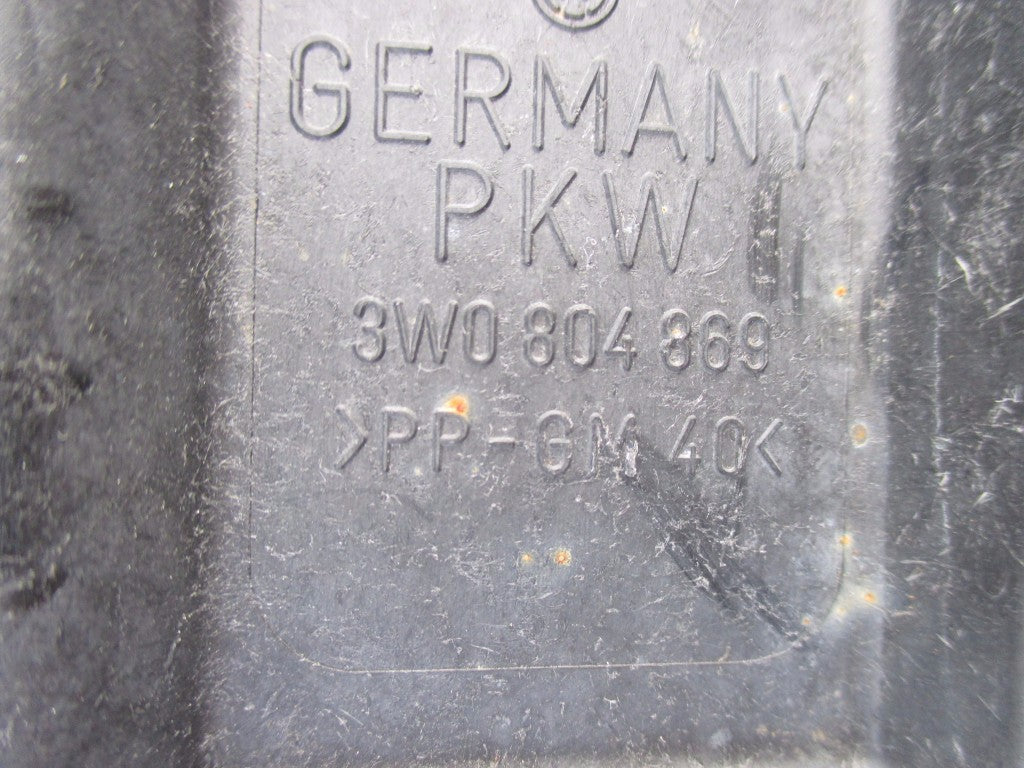 GERMANY
PKW
3W0 804 869
>PP-GM 40<